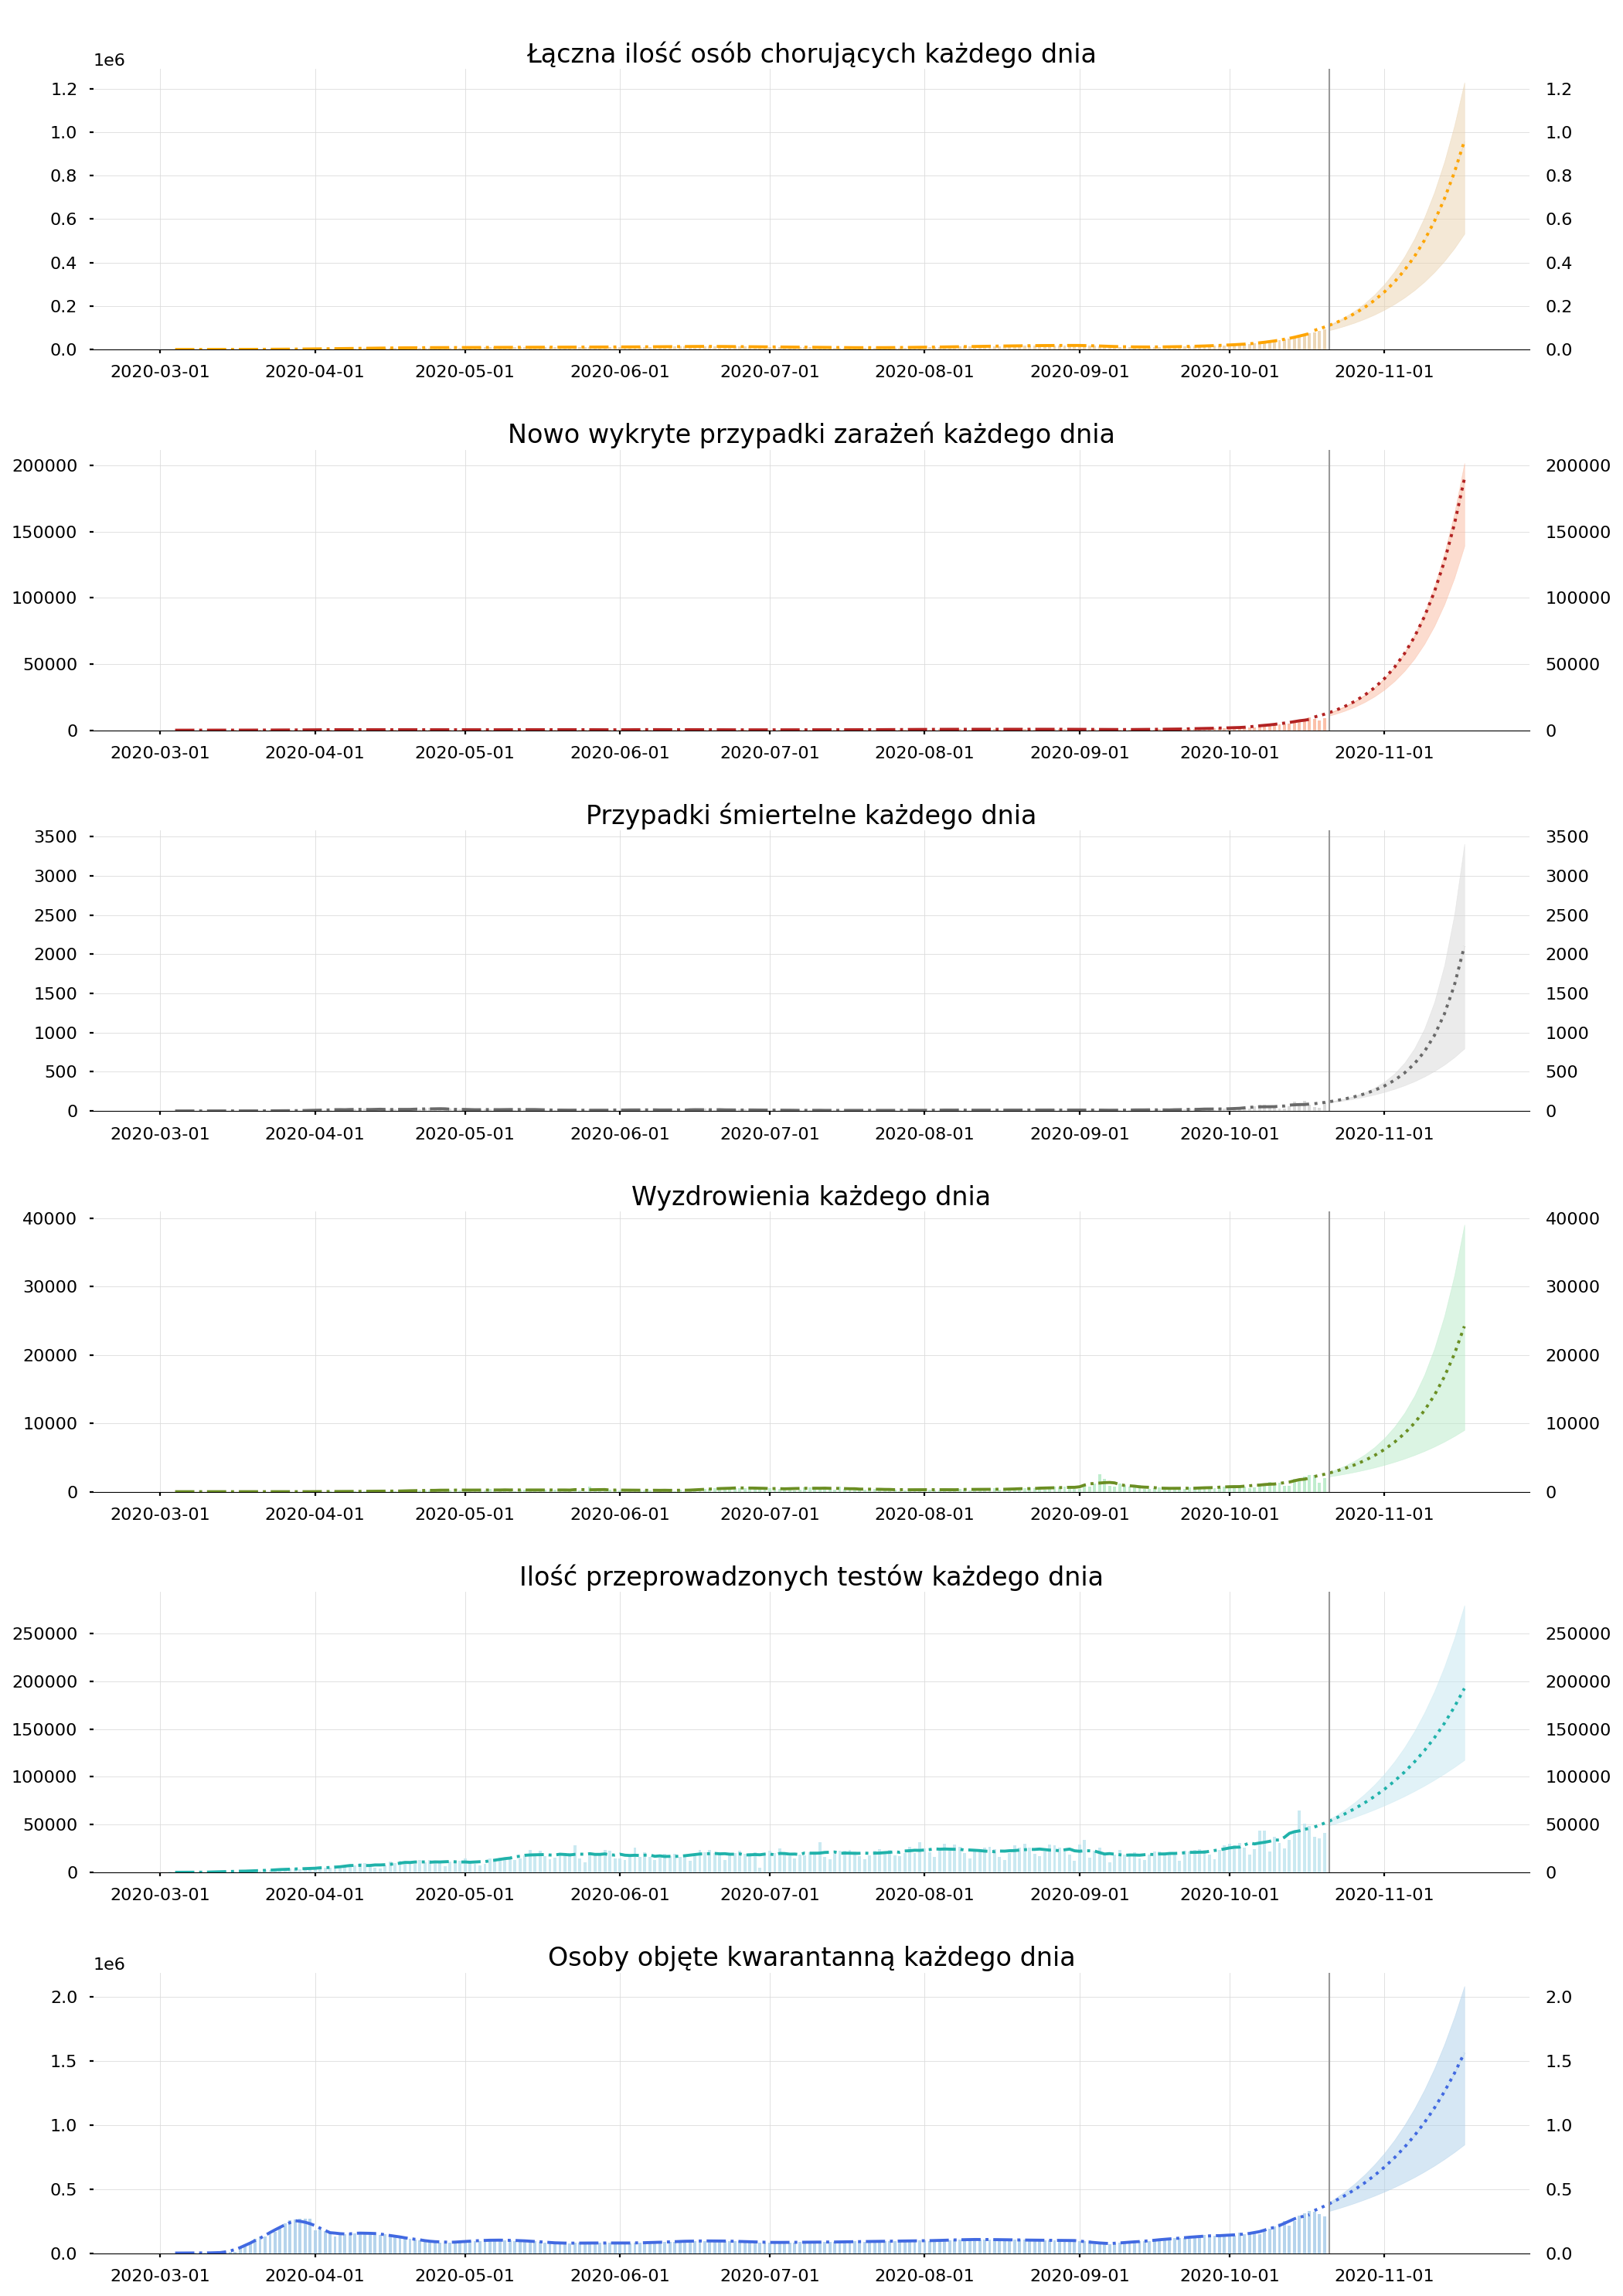 Łączna ilość osób chorujących każdego dnia
1e6
1.2 1.2
1.0 1.0
0.8 0.8
0.6 0.6
0.4 0.4
0.2 0.2
0.0 0.0
2020-03-01 2020-04-01 2020-05-01 2020-06-01 2020-07-01 2020-08-01 2020-09-01 2020-10-01 2020-11-01
Nowo wykryte przypadki zarażeń każdego dnia
200000 200000
150000 150000
100000 100000
50000 50000
0 0
2020-03-01 2020-04-01 2020-05-01 2020-06-01 2020-07-01 2020-08-01 2020-09-01 2020-10-01 2020-11-01
Przypadki śmiertelne każdego dnia
3500 3500
3000 3000
2500 2500
2000 2000
1500 1500
1000 1000
500 500
0 0
2020-03-01 2020-04-01 2020-05-01 2020-06-01 2020-07-01 2020-08-01 2020-09-01 2020-10-01 2020-11-01
Wyzdrowienia każdego dnia
40000 40000
30000 30000
20000 20000
10000 10000
0 0
2020-03-01 2020-04-01 2020-05-01 2020-06-01 2020-07-01 2020-08-01 2020-09-01 2020-10-01 2020-11-01
Ilość przeprowadzonych testów każdego dnia
250000 250000
200000 200000
150000 150000
100000 100000
50000 50000
0 0
2020-03-01 2020-04-01 2020-05-01 2020-06-01 2020-07-01 2020-08-01 2020-09-01 2020-10-01 2020-11-01
Osoby objęte kwarantanną każdego dnia
1e6
2.0 2.0
1.5 1.5
1.0 1.0
0.5 0.5
0.0 0.0
2020-03-01 2020-04-01 2020-05-01 2020-06-01 2020-07-01 2020-08-01 2020-09-01 2020-10-01 2020-11-01